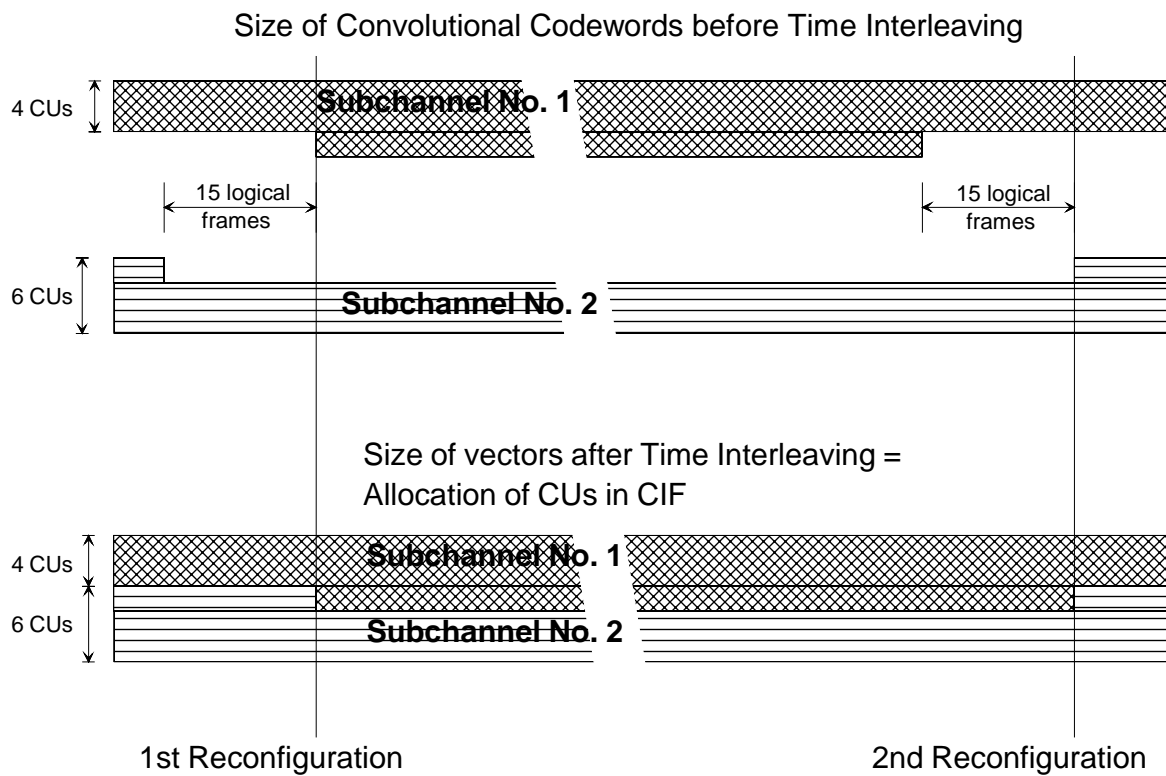 Size of Convolutional Codewords before Time Interleaving
4 CUs
Subchannel No. 1
15 logical
frames
15 logical
frames
6 CUs
Subchannel No. 2
Size of vectors after Time Interleaving =
Allocation of CUs in CIF
4 CUs
Subchannel No. 1
6 CUs
Subchannel No. 2
1st Reconfiguration
2nd Reconfiguration